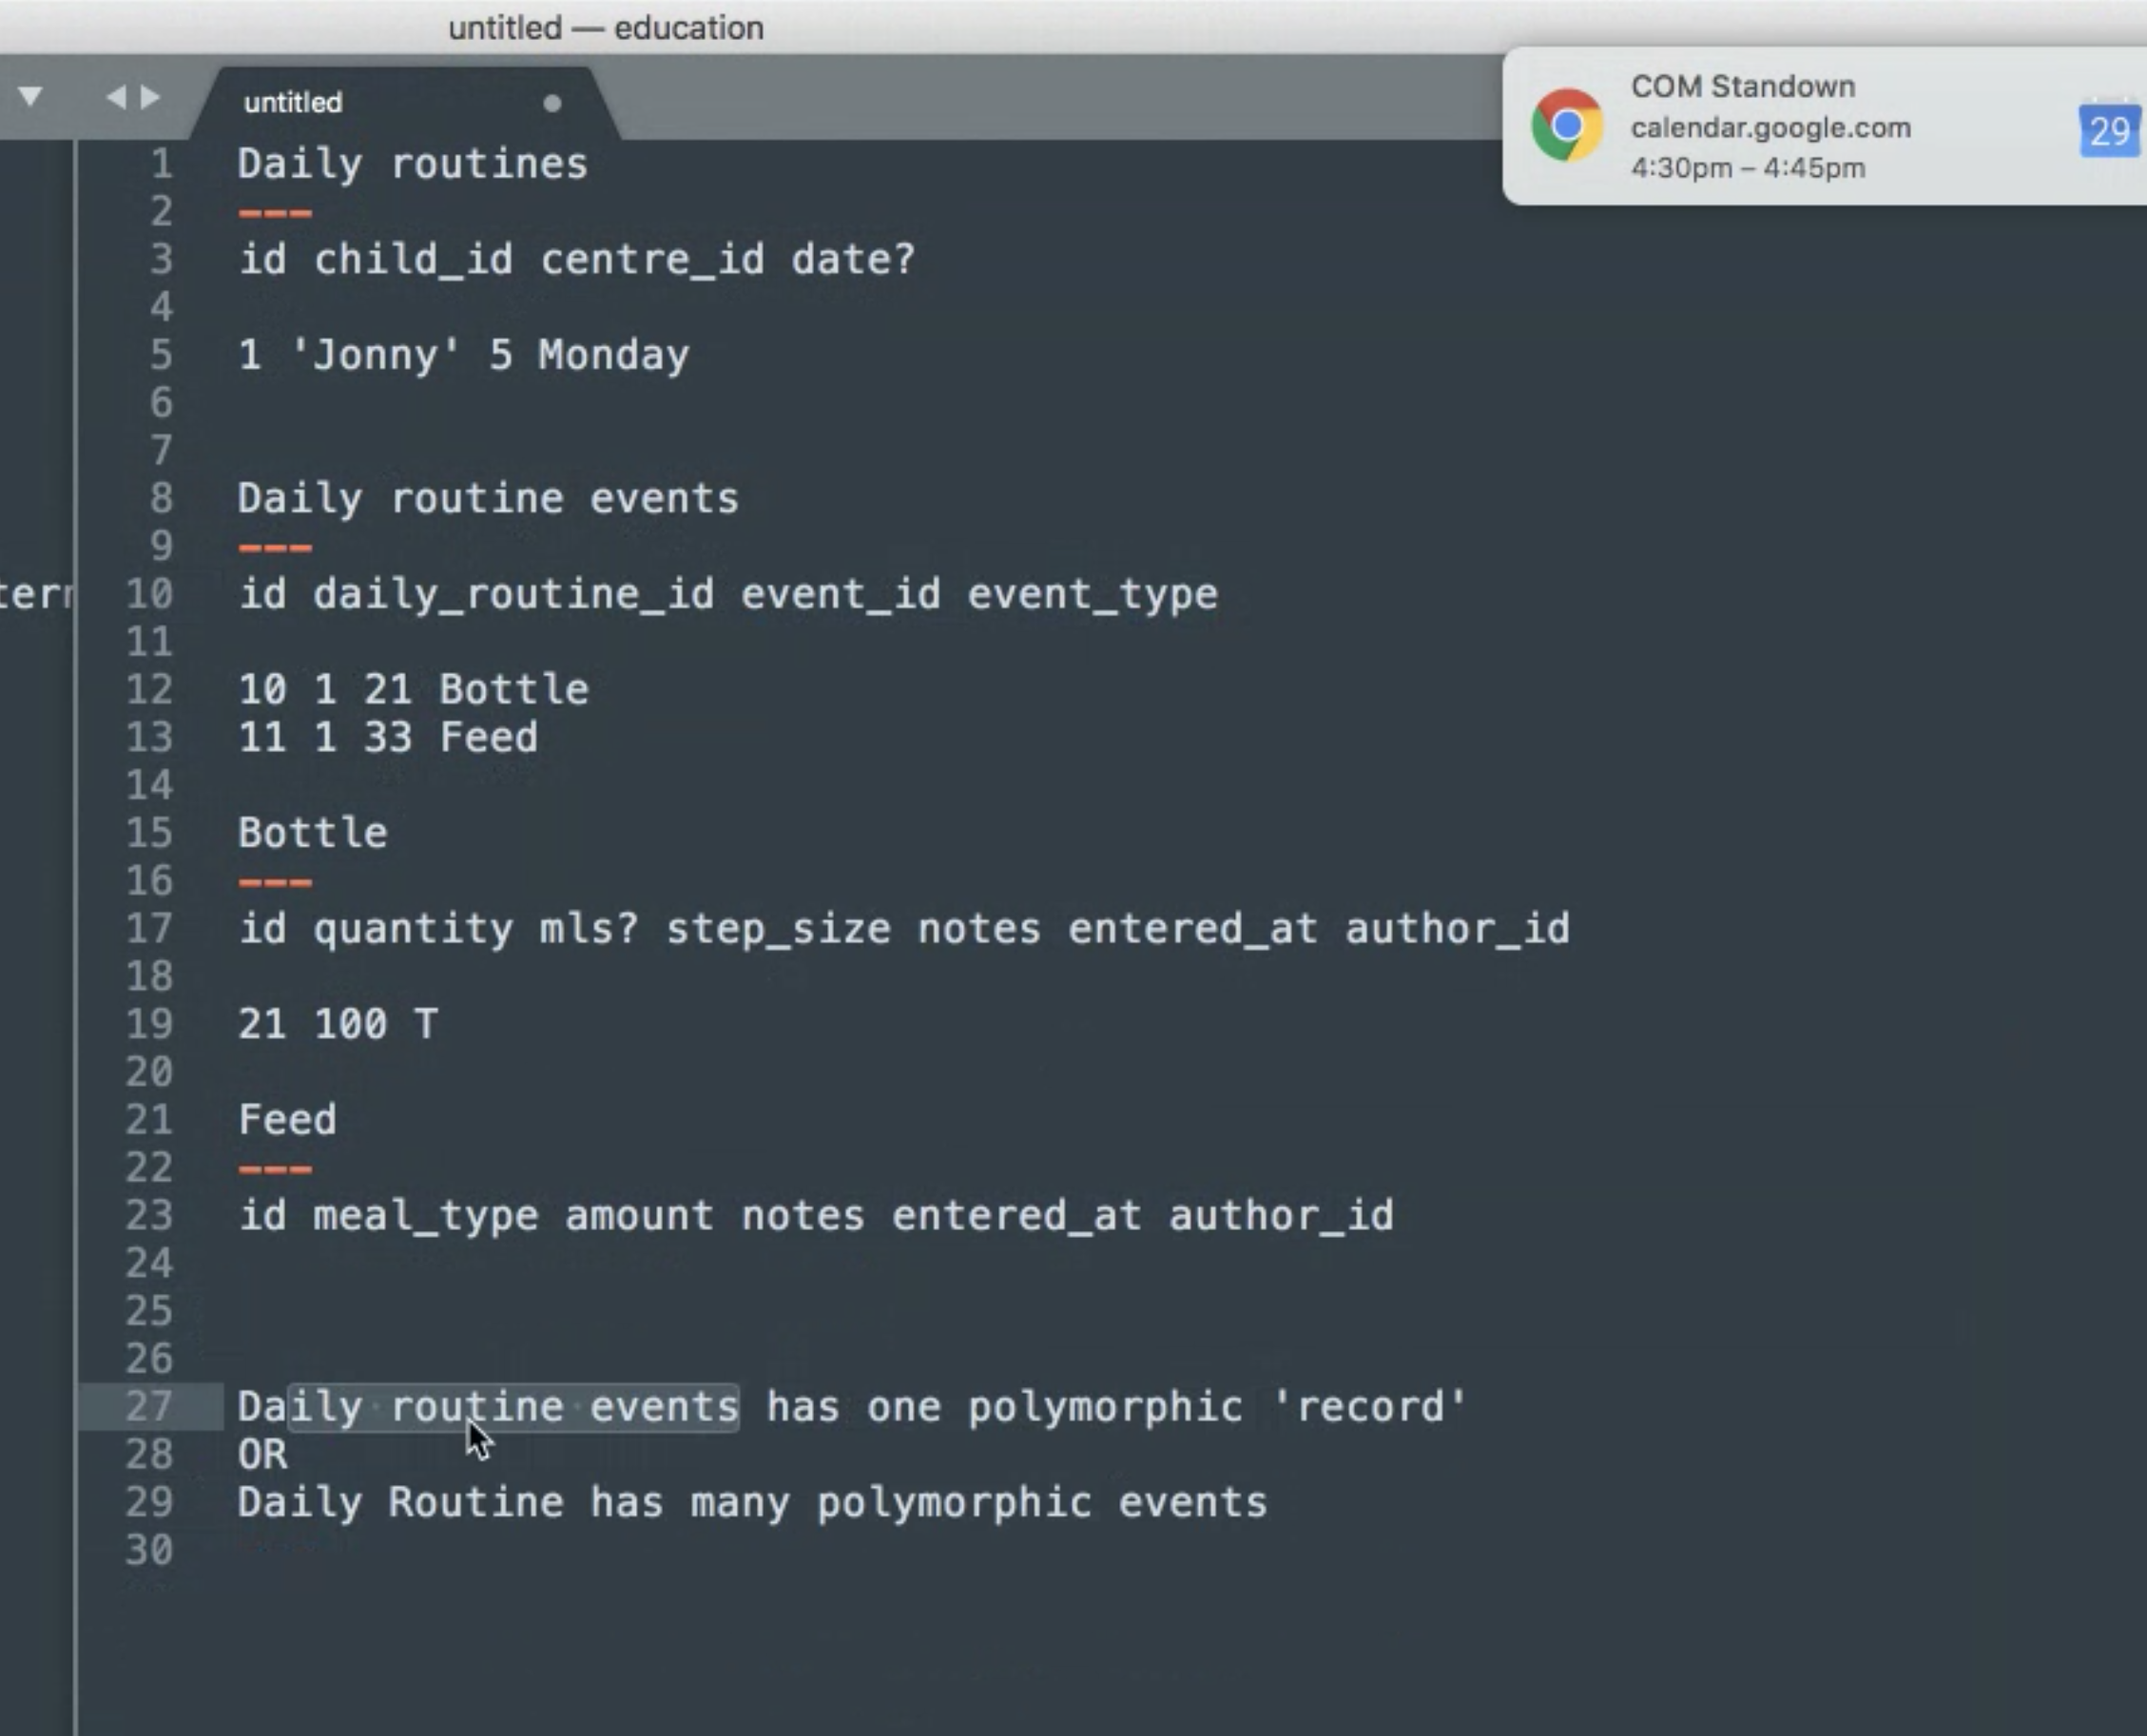 untitled — education
untitled
COM Standown
calendar.google.com
4:30pm – 4:45pm
29
1 Daily routines
2 ---
3 id child_id centre_id date?
4
5 1 'Jonny' 5 Monday
6
7
8 Daily routine events
9 ---
10 id daily_routine_id event_id event_type
11
12 10 1 21 Bottle
13 11 1 33 Feed
14
15 Bottle
16 ---
17 id quantity mls? step_size notes entered_at author_id
18
19 21 100 T
20
21 Feed
22 ---
23 id meal_type amount notes entered_at author_id
24
25
26
27 Daily routine events has one polymorphic 'record'
28 OR
29 Daily Routine has many polymorphic events
30